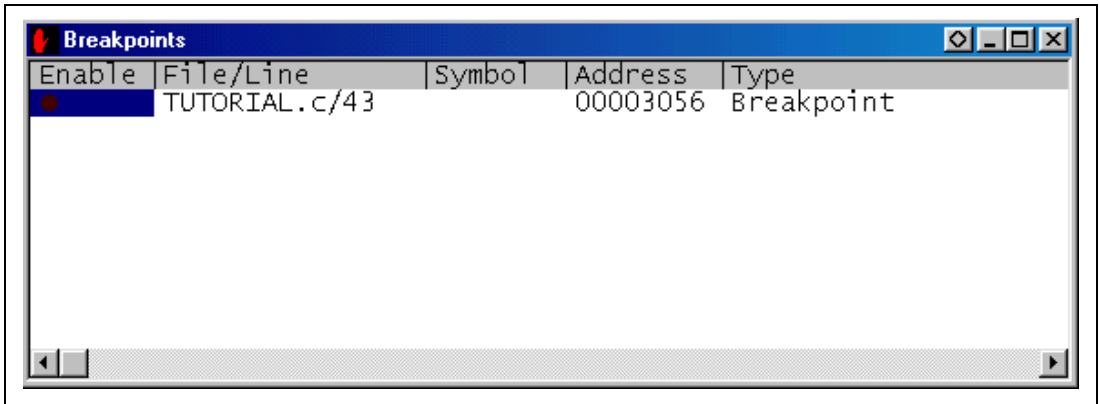 Breakpoints
Enable |File/Line |Symbol |Address |Type
TUTORIAL.c/43 00003056 Breakpoint